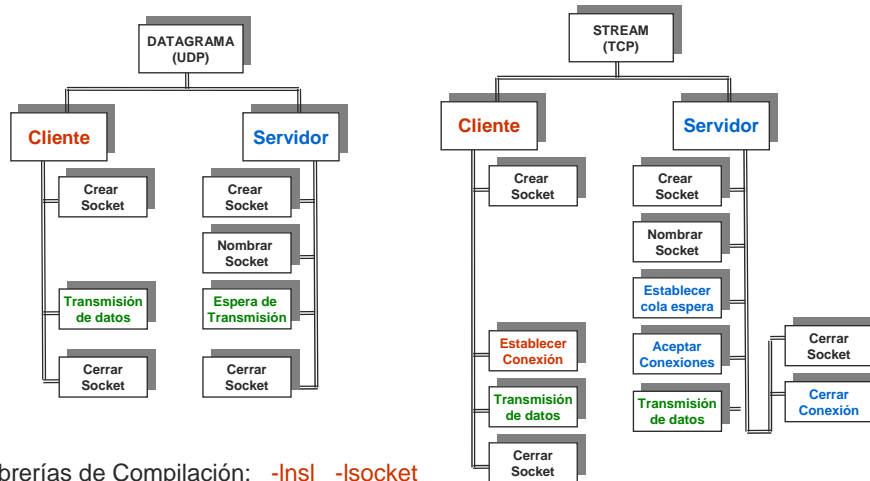 DATAGRAMA
(UDP)
Cliente
Servidor
Crear
Socket
Transmisión
de datos
Cerrar
Socket
Crear
Socket
Nombrar
Socket
Espera de
Transmisión
Cerrar
Socket
STREAM
(TCP)
Cliente
Servidor
Crear
Socket
Establecer
Conexión
Transmisión
de datos
Cerrar
Socket
Crear
Socket
Nombrar
Socket
Establecer
cola espera
Aceptar
Conexiones
Transmisión
de datos
Cerrar
Socket
Cerrar
Conexión
brerías de Compilación: -lnsl -lsocket